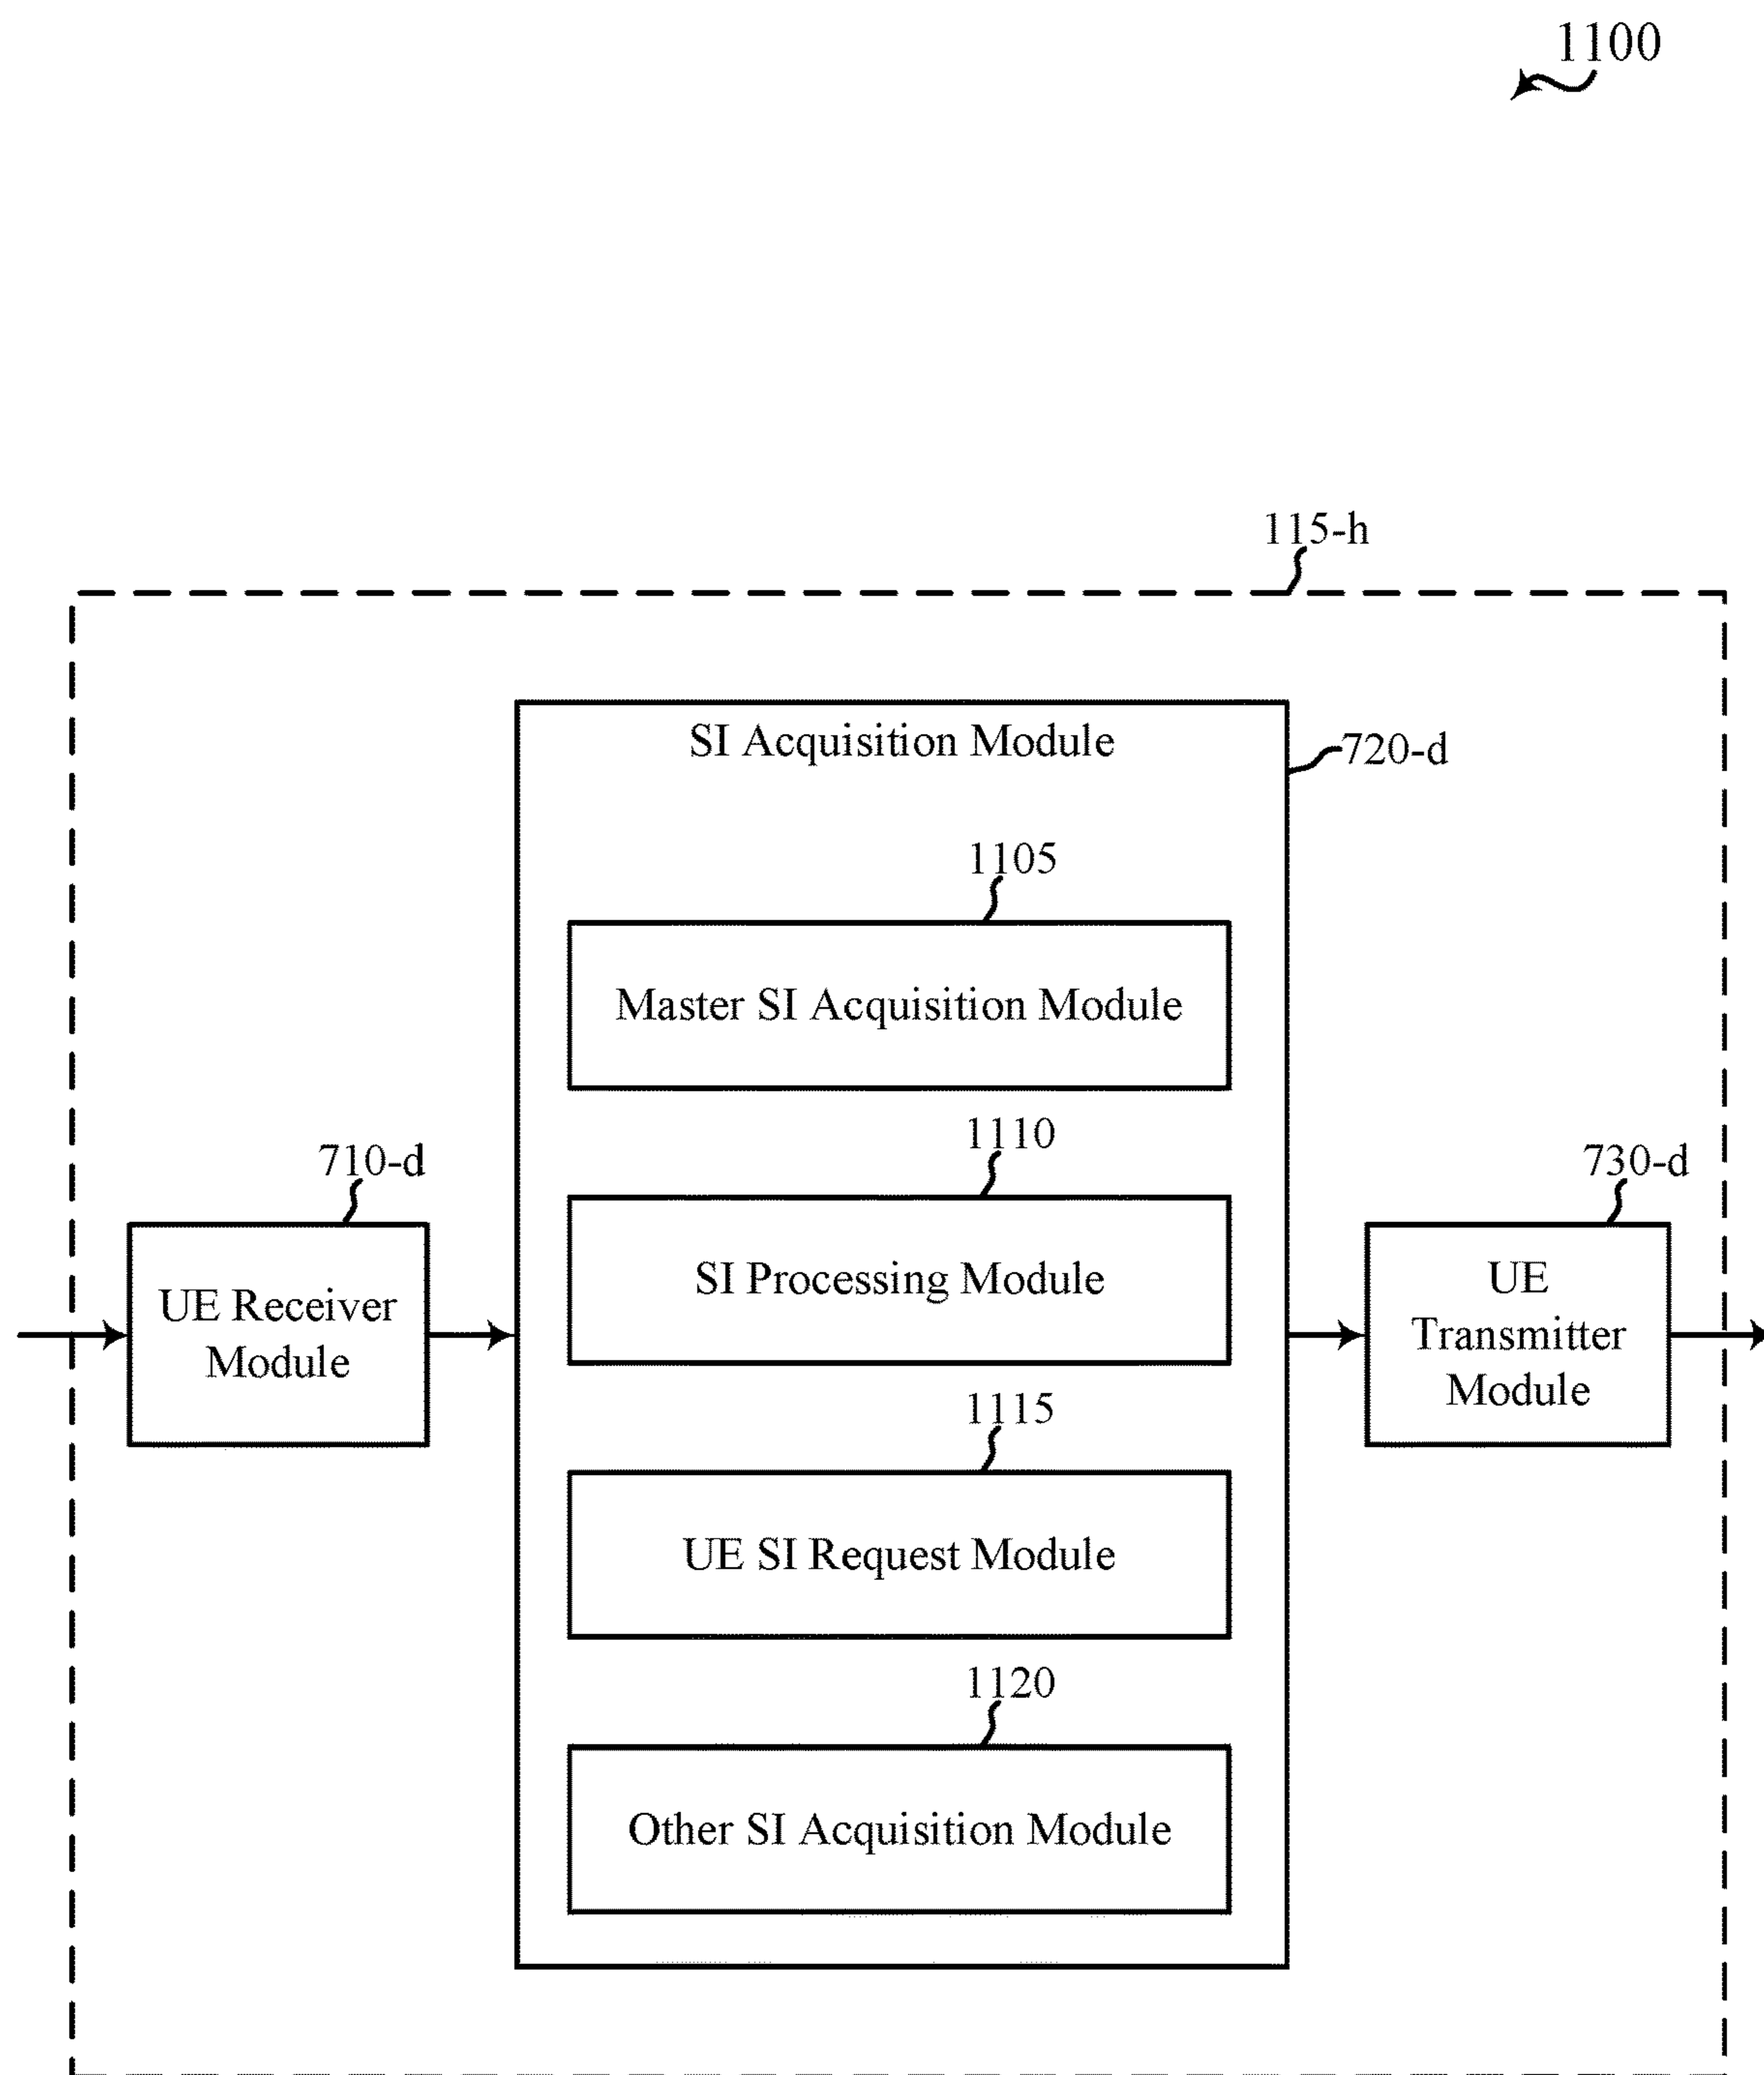 1100
115-h
SI Acquisition Module
720-d
1105
Master SI Acquisition Module
1110
710-d
730-d
SI Processing Module
UE Receiver
Module
UE
Transmitter
Module
1115
UE SI Request Module
1120
Other SI Acquisition Module